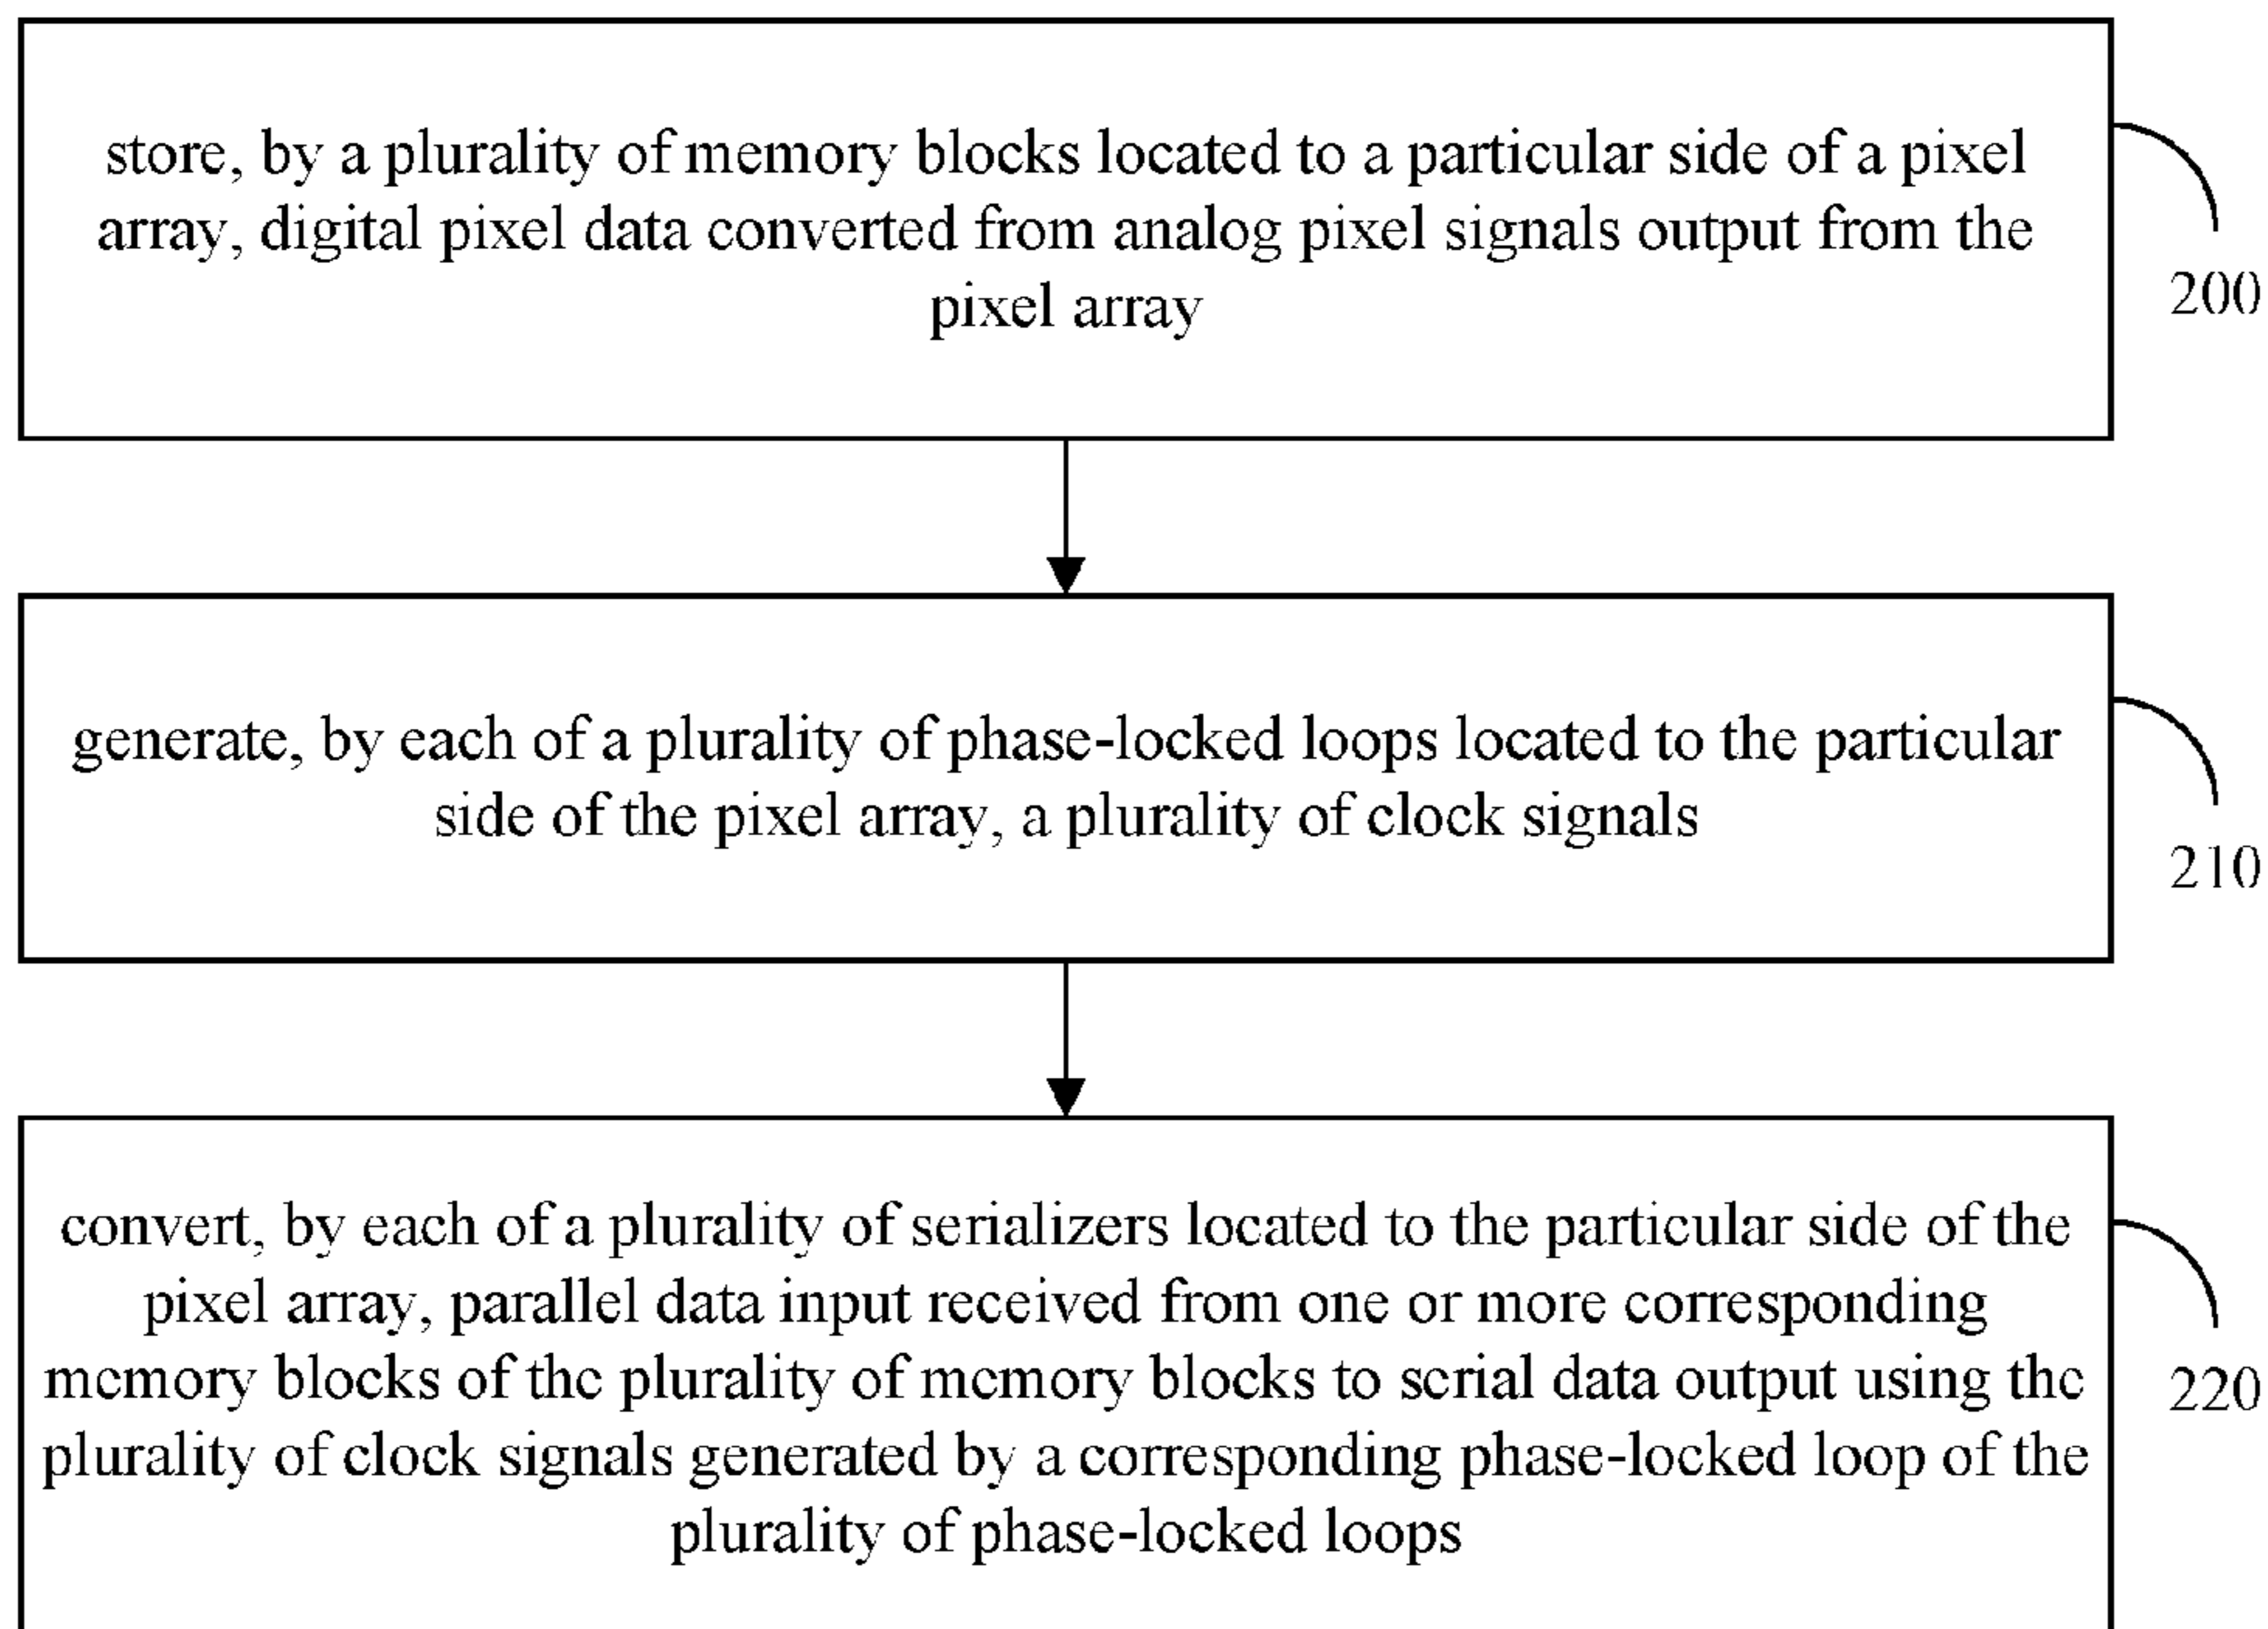 store, by a plurality of memory blocks located to a particular side of a pixel
array, digital pixel data converted from analog pixel signals output from the
pixel array
200
generate, by each of a plurality of phase-locked loops located to the particular
side of the pixel array, a plurality of clock signals
210
convert, by each of a plurality of serializers located to the particular side of the
pixel array, parallel data input received from one or more corresponding
memory blocks of the plurality of memory blocks to serial data output using the
plurality of clock signals generated by a corresponding phase-locked loop of the
plurality of phase-locked loops
220